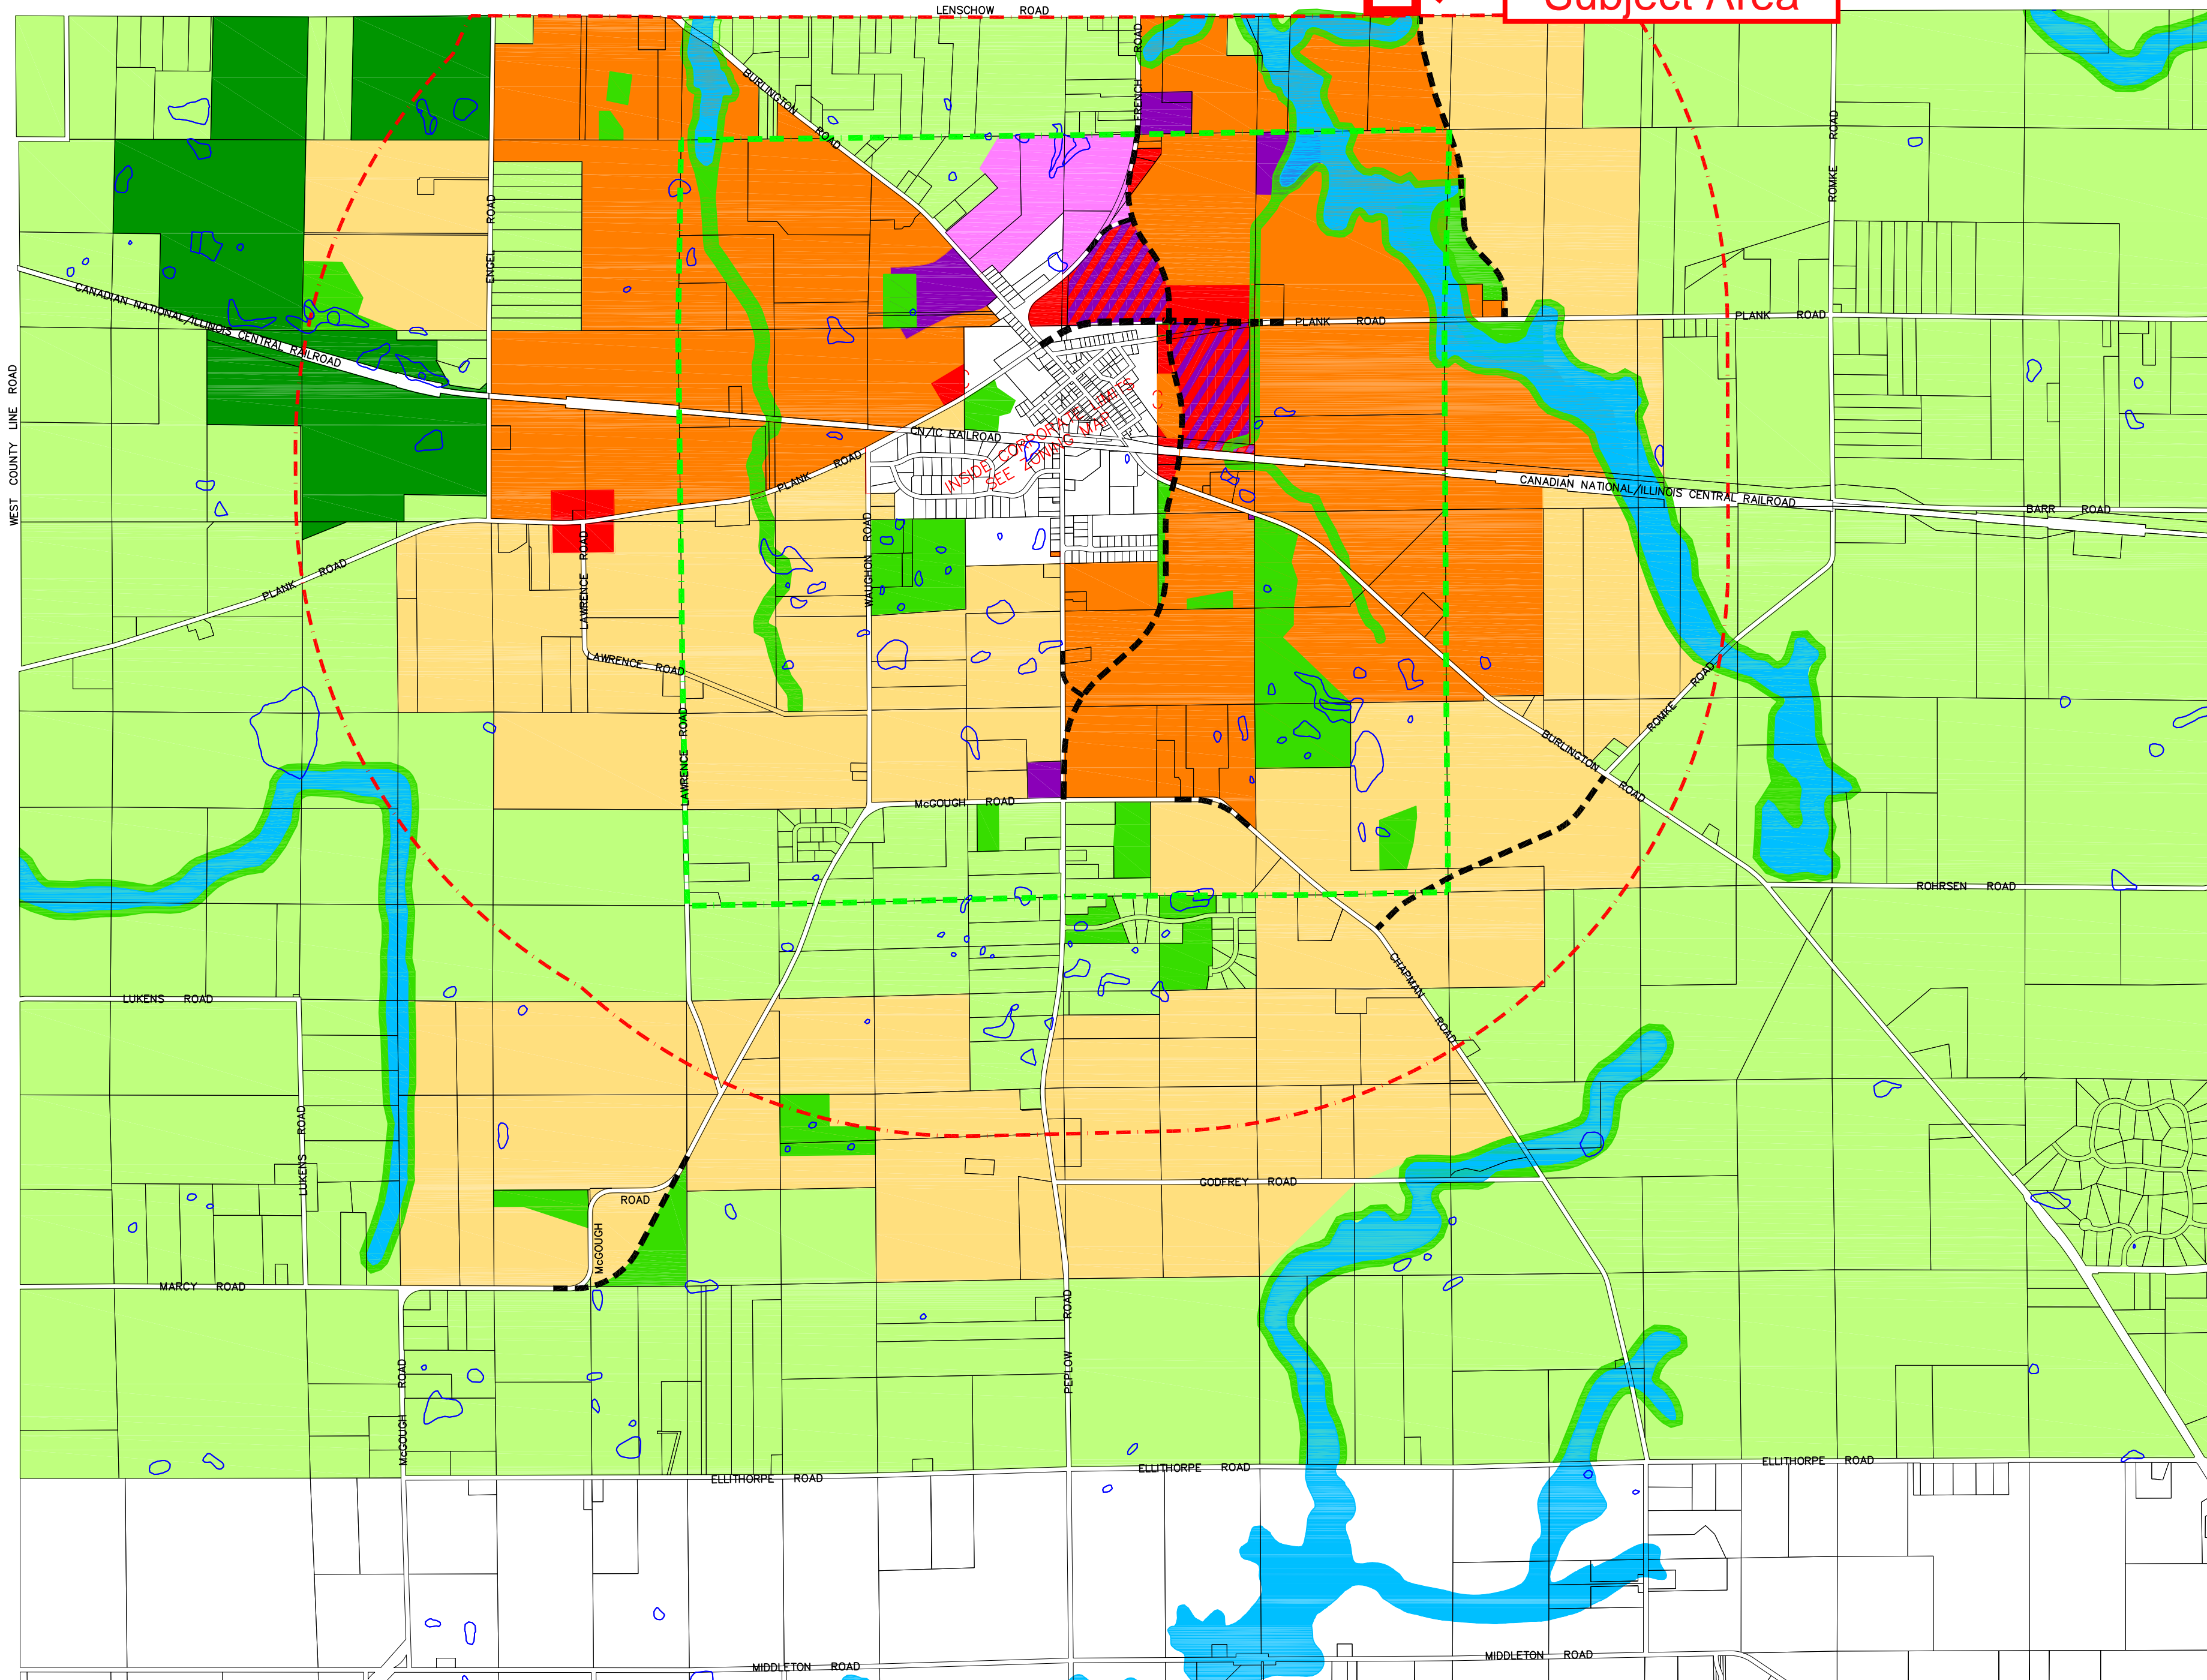 Subject Area
LENSCHOW ROAD
FRENCH ROAD
BURLINGTON ROAD
ROMKE ROAD
ENGEL ROAD
CANADIAN NATIONAL/ILLINOIS CENTRAL RAILROAD
PLANK ROAD
PLANK ROAD
WEST COUNTY LINE ROAD
INSIDE CORPORATE LIMITS
SEE ZONING MAP
CN/IC RAILROAD
PLANK ROAD
CANADIAN NATIONAL/ILLINOIS CENTRAL RAILROAD
BARR ROAD
PLANK ROAD
LAWRENCE ROAD
WAUGHON ROAD
LAWRENCE ROAD
LAWRENCE ROAD
ROMKE ROAD
BURLINGTON ROAD
McGOUGH ROAD
ROHRSEN ROAD
CHAPMAN ROAD
LUKENS ROAD
LUKENS ROAD
GODFREY ROAD
McGOUGH ROAD
MARCY ROAD
PEPLOW ROAD
McGOUGH ROAD
ELLITHORPE ROAD
ELLITHORPE ROAD
ELLITHORPE ROAD
MIDDLETON ROAD
MIDDLETON ROAD